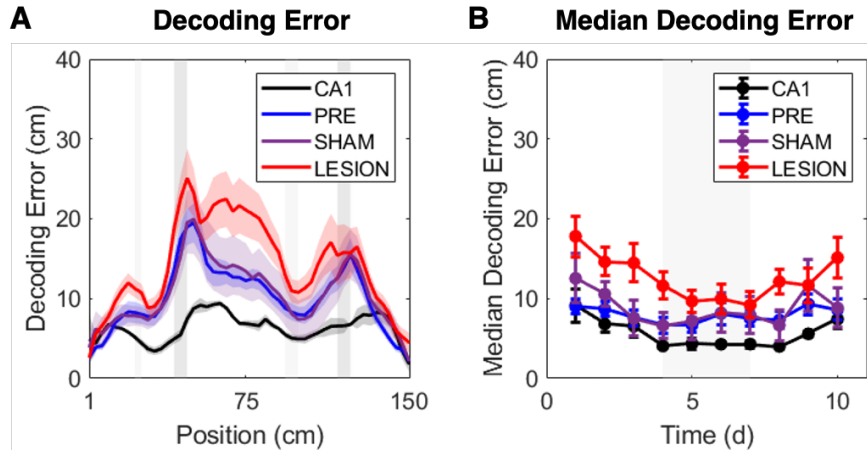 A Decoding Error
Decoding Error (cm)
40
30
20
10
0
1 75 150
Position (cm)
CA1
PRE
SHAM
LESION
B Median Decoding Error
Median Decoding Error (cm)
40
30
20
10
0
0 5 10
Time (d)
CA1
PRE
SHAM
LESION